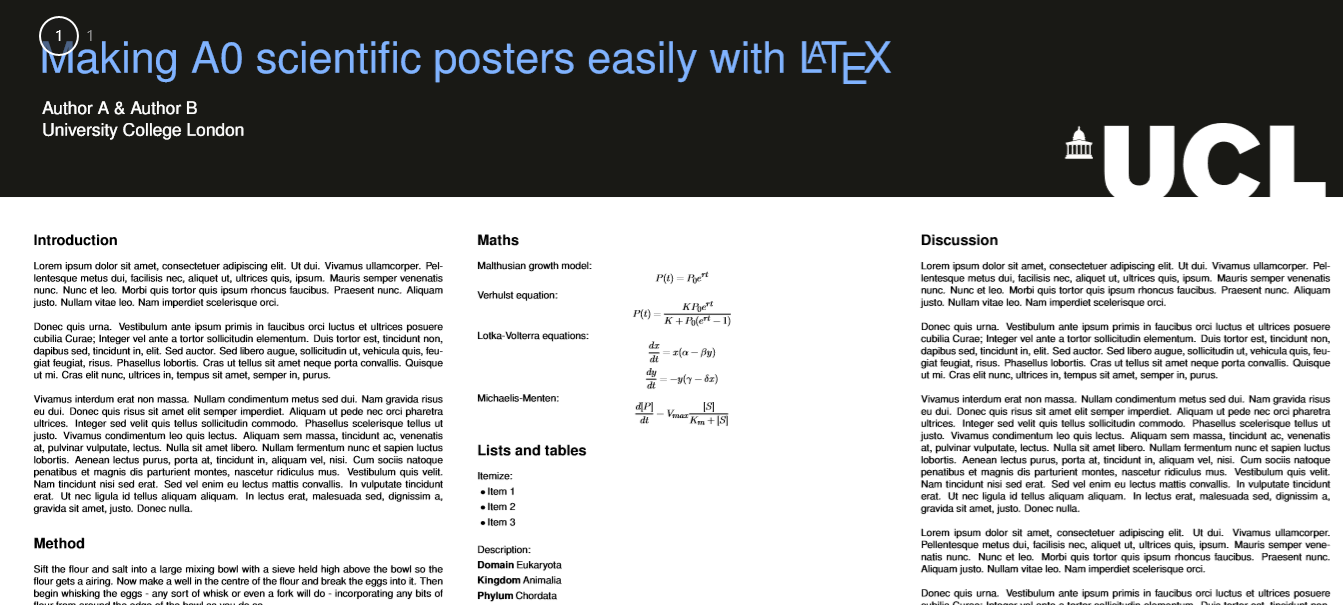 1 1
Making A0 scientific posters easily with LATEX
Author A & Author B
University College London
UCL
Introduction
Lorem ipsum dolor sit amet, consectetuer adipiscing elit. Ut dui. Vivamus ullamcorper. Pel-
lentesque metus dui, facilisis nec, aliquet ut, ultrices quis, ipsum. Mauris semper venenatis
nunc. Nunc et leo. Morbi quis tortor quis ipsum rhoncus faucibus. Praesent nunc. Aliquam
justo. Nullam vitae leo. Nam imperdiet scelerisque orci.
Donec quis urna. Vestibulum ante ipsum primis in faucibus orci luctus et ultrices posuere
cubilia Curae; Integer vel ante a tortor sollicitudin elementum. Duis tortor est, tincidunt non,
dapibus sed, tincidunt in, elit. Sed auctor. Sed libero augue, sollicitudin ut, vehicula quis, feu-
giat feugiat, risus. Phasellus lobortis. Cras ut tellus sit amet neque porta convallis. Quisque
ut mi. Cras elit nunc, ultrices in, tempus sit amet, semper in, purus.
Vivamus interdum erat non massa. Nullam condimentum metus sed dui. Nam gravida risus
eu dui. Donec quis risus sit amet elit semper imperdiet. Aliquam ut pede nec orci pharetra
ultrices. Integer sed velit quis tellus sollicitudin commodo. Phasellus scelerisque tellus ut
justo. Vivamus condimentum leo quis lectus. Aliquam sem massa, tincidunt ac, venenatis
at, pulvinar vulputate, lectus. Nulla sit amet libero. Nullam fermentum nunc et sapien luctus
lobortis. Aenean lectus purus, porta at, tincidunt in, aliquam vel, nisi. Cum sociis natoque
penatibus et magnis dis parturient montes, nascetur ridiculus mus. Vestibulum quis velit.
Nam tincidunt nisi sed erat. Sed vel enim eu lectus mattis convallis. In vulputate tincidunt
erat. Ut nec ligula id tellus aliquam aliquam. In lectus erat, malesuada sed, dignissim a,
gravida sit amet, justo. Donec nulla.
Method
Sift the flour and salt into a large mixing bowl with a sieve held high above the bowl so the
flour gets a airing. Now make a well in the centre of the flour and break the eggs into it. Then
begin whisking the eggs - any sort of whisk or even a fork will do - incorporating any bits of
flour from around the edge of the bowl as you do so.
Maths
Malthusian growth model:
P(t) = P₀eʳᵗ
Verhulst equation:
P(t) = KP₀eʳᵗ / K + P₀(eʳᵗ − 1)
Lotka-Volterra equations:
dx/dt = x(α − βy)
dy/dt = −y(γ − δx)
Michaelis-Menten:
d[P]/dt = Vmax [S] / Km + [S]
Lists and tables
Itemize:
• Item 1
• Item 2
• Item 3
Description:
Domain Eukaryota
Kingdom Animalia
Phylum Chordata
Discussion
Lorem ipsum dolor sit amet, consectetuer adipiscing elit. Ut dui. Vivamus ullamcorper. Pel-
lentesque metus dui, facilisis nec, aliquet ut, ultrices quis, ipsum. Mauris semper venenatis
nunc. Nunc et leo. Morbi quis tortor quis ipsum rhoncus faucibus. Praesent nunc. Aliquam
justo. Nullam vitae leo. Nam imperdiet scelerisque orci.
Donec quis urna. Vestibulum ante ipsum primis in faucibus orci luctus et ultrices posuere
cubilia Curae; Integer vel ante a tortor sollicitudin elementum. Duis tortor est, tincidunt non,
dapibus sed, tincidunt in, elit. Sed auctor. Sed libero augue, sollicitudin ut, vehicula quis, feu-
giat feugiat, risus. Phasellus lobortis. Cras ut tellus sit amet neque porta convallis. Quisque
ut mi. Cras elit nunc, ultrices in, tempus sit amet, semper in, purus.
Vivamus interdum erat non massa. Nullam condimentum metus sed dui. Nam gravida risus
eu dui. Donec quis risus sit amet elit semper imperdiet. Aliquam ut pede nec orci pharetra
ultrices. Integer sed velit quis tellus sollicitudin commodo. Phasellus scelerisque tellus ut
justo. Vivamus condimentum leo quis lectus. Aliquam sem massa, tincidunt ac, venenatis
at, pulvinar vulputate, lectus. Nulla sit amet libero. Nullam fermentum nunc et sapien luctus
lobortis. Aenean lectus purus, porta at, tincidunt in, aliquam vel, nisi. Cum sociis natoque
penatibus et magnis dis parturient montes, nascetur ridiculus mus. Vestibulum quis velit.
Nam tincidunt nisi sed erat. Sed vel enim eu lectus mattis convallis. In vulputate tincidunt
erat. Ut nec ligula id tellus aliquam aliquam. In lectus erat, malesuada sed, dignissim a,
gravida sit amet, justo. Donec nulla.
Lorem ipsum dolor sit amet, consectetuer adipiscing elit. Ut dui. Vivamus ullamcorper.
Pellentesque metus dui, facilisis nec, aliquet ut, ultrices quis, ipsum. Mauris semper vene-
natis nunc. Nunc et leo. Morbi quis tortor quis ipsum rhoncus faucibus. Praesent nunc.
Aliquam justo. Nullam vitae leo. Nam imperdiet scelerisque orci.
Donec quis urna. Vestibulum ante ipsum primis in faucibus orci luctus et ultrices posuere